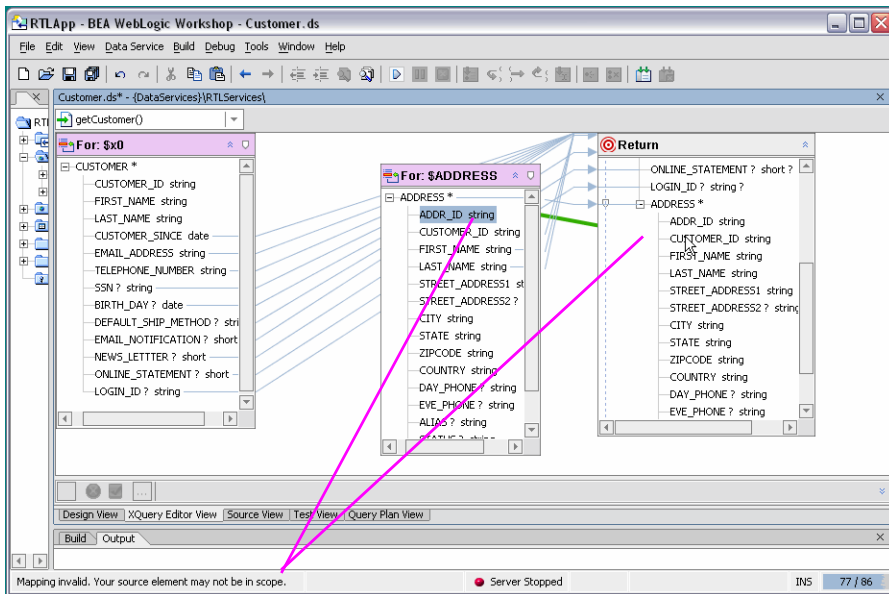 RTLApp - BEA WebLogic Workshop - Customer.ds
File Edit View Data Service Build Debug Tools Window Help
Customer.ds* - {DataServices}\RTLServices\
RTL
getCustomer()
For: $x0
CUSTOMER *
CUSTOMER_ID string
FIRST_NAME string
LAST_NAME string
CUSTOMER_SINCE date
EMAIL_ADDRESS string
TELEPHONE_NUMBER string
SSN ? string
BIRTH_DAY ? date
DEFAULT_SHIP_METHOD ? stri
EMAIL_NOTIFICATION ? short
NEWS_LETTTER ? short
ONLINE_STATEMENT ? short
LOGIN_ID ? string
For: $ADDRESS
ADDRESS *
ADDR_ID string
CUSTOMER_ID string
FIRST_NAME string
LAST_NAME string
STREET_ADDRESS1 st
STREET_ADDRESS2 ?
CITY string
STATE string
ZIPCODE string
COUNTRY string
DAY_PHONE ? string
EVE_PHONE ? string
ALIAS ? string
STATUS ? string
Return
ONLINE_STATEMENT ? short ?
LOGIN_ID ? string ?
ADDRESS *
ADDR_ID string
CUSTOMER_ID string
FIRST_NAME string
LAST_NAME string
STREET_ADDRESS1 string
STREET_ADDRESS2 ? string
CITY string
STATE string
ZIPCODE string
COUNTRY string
DAY_PHONE ? string
EVE_PHONE ? string
Design View XQuery Editor View Source View Test View Query Plan View
Build Output
Mapping invalid. Your source element may not be in scope. Server Stopped INS 77 / 86